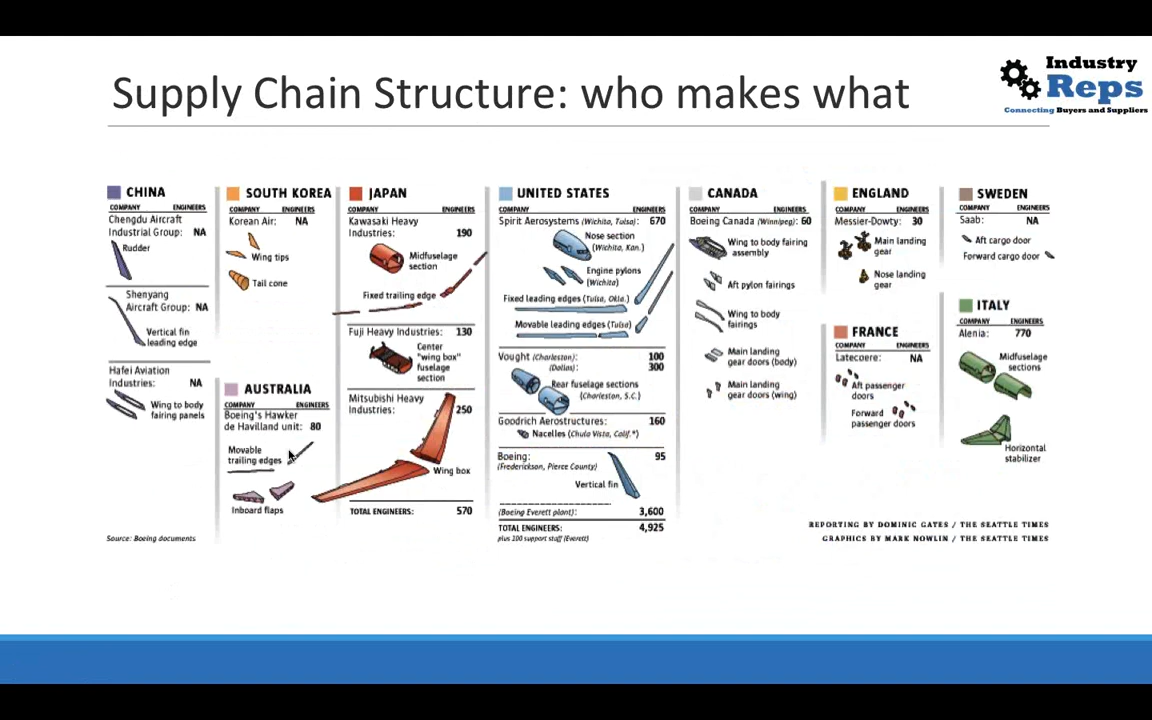 Supply Chain Structure: who makes what
Industry
Reps
Connecting Buyers and Suppliers
CHINA
COMPANY ENGINEERS
Chengdu Aircraft
Industrial Group: NA
Rudder
Shenyang
Aircraft Group: NA
Vertical fin
leading edge
Hafei Aviation
Industries: NA
Wing to body
fairing panels
Source: Boeing documents
SOUTH KOREA
COMPANY ENGINEERS
Korean Air: NA
Wing tips
Tail cone
AUSTRALIA
COMPANY ENGINEERS
Boeing's Hawker
de Havilland unit: 80
Movable
trailing edges
Inboard flaps
JAPAN
COMPANY ENGINEERS
Kawasaki Heavy
Industries: 190
Midfuselage
section
Fixed trailing edge
Fuji Heavy Industries: 130
Center
"wing box"
fuselage
section
Mitsubishi Heavy
Industries: 250
Wing box
TOTAL ENGINEERS: 570
UNITED STATES
COMPANY ENGINEERS
Spirit Aerosystems (Wichita, Tulsa): 670
Nose section
(Wichita, Kan.)
Engine pylons
(Wichita)
Fixed leading edges (Tulsa, Okla.)
Movable leading edges (Tulsa)
Vought (Charleston): 100
(Dallas): 300
Rear fuselage sections
(Charleston, S.C.)
Goodrich Aerostructures: 160
Nacelles (Chula Vista, Calif.*)
Boeing: 95
(Frederickson, Pierce County)
Vertical fin
(Boeing Everett plant): 3,600
TOTAL ENGINEERS: 4,925
plus 100 support staff (Everett)
CANADA
COMPANY ENGINEERS
Boeing Canada (Winnipeg): 60
Wing to body fairing
assembly
Aft pylon fairings
Wing to body
fairings
Main landing
gear doors (body)
Main landing
gear doors (wing)
ENGLAND
COMPANY ENGINEERS
Messier-Dowty: 30
Main landing
gear
Nose landing
gear
FRANCE
COMPANY ENGINEERS
Latecoere: NA
Aft passenger
doors
Forward
passenger doors
SWEDEN
COMPANY ENGINEERS
Saab: NA
Aft cargo door
Forward cargo door
ITALY
COMPANY ENGINEERS
Alenia: 770
Midfuselage
sections
Horizontal
stabilizer
REPORTING BY DOMINIC GATES / THE SEATTLE TIMES
GRAPHICS BY MARK NOWLIN / THE SEATTLE TIMES